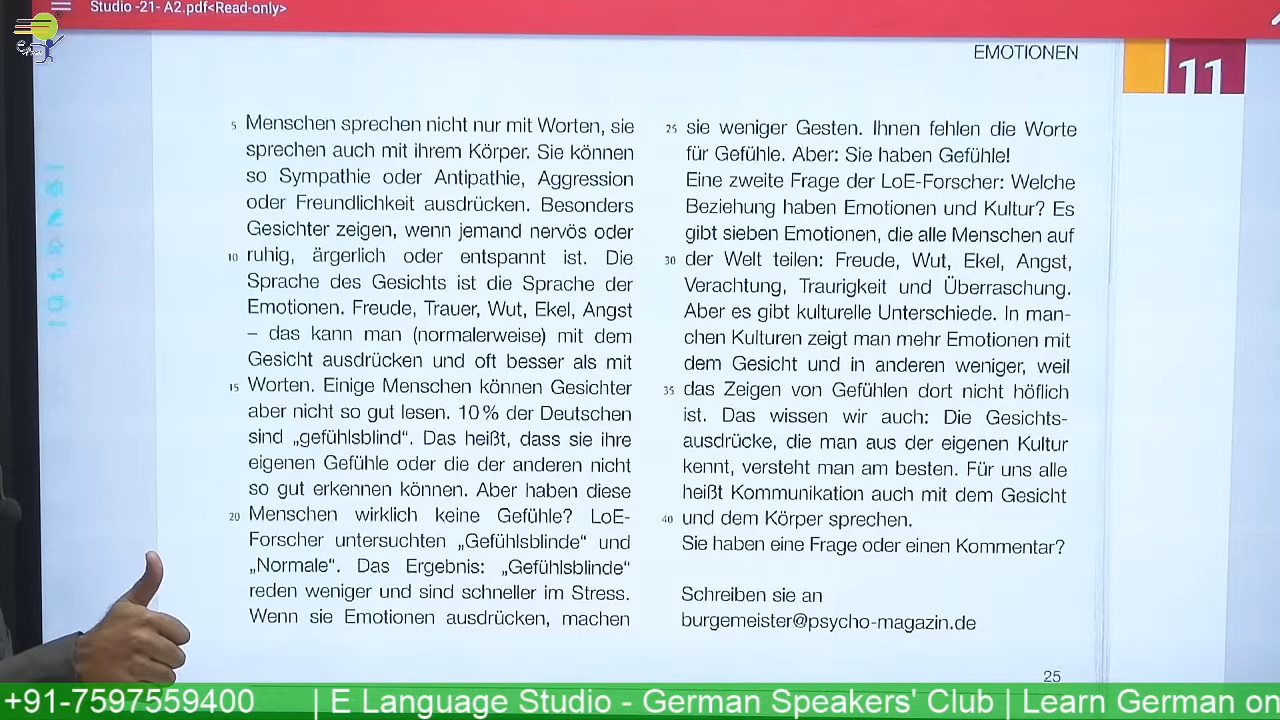 Studio -21- A2.pdf<Read-only>
EMOTIONEN
11
5 Menschen sprechen nicht nur mit Worten, sie
sprechen auch mit ihrem Körper. Sie können
so Sympathie oder Antipathie, Aggression
oder Freundlichkeit ausdrücken. Besonders
Gesichter zeigen, wenn jemand nervös oder
10 ruhig, ärgerlich oder entspannt ist. Die
Sprache des Gesichts ist die Sprache der
Emotionen. Freude, Trauer, Wut, Ekel, Angst
– das kann man (normalerweise) mit dem
Gesicht ausdrücken und oft besser als mit
15 Worten. Einige Menschen können Gesichter
aber nicht so gut lesen. 10 % der Deutschen
sind „gefühlsblind“. Das heißt, dass sie ihre
eigenen Gefühle oder die der anderen nicht
so gut erkennen können. Aber haben diese
20 Menschen wirklich keine Gefühle? LoE-
Forscher untersuchten „Gefühlsblinde“ und
„Normale“. Das Ergebnis: „Gefühlsblinde“
reden weniger und sind schneller im Stress.
Wenn sie Emotionen ausdrücken, machen
25 sie weniger Gesten. Ihnen fehlen die Worte
für Gefühle. Aber: Sie haben Gefühle!
Eine zweite Frage der LoE-Forscher: Welche
Beziehung haben Emotionen und Kultur? Es
gibt sieben Emotionen, die alle Menschen auf
30 der Welt teilen: Freude, Wut, Ekel, Angst,
Verachtung, Traurigkeit und Überraschung.
Aber es gibt kulturelle Unterschiede. In man-
chen Kulturen zeigt man mehr Emotionen mit
dem Gesicht und in anderen weniger, weil
35 das Zeigen von Gefühlen dort nicht höflich
ist. Das wissen wir auch: Die Gesichts-
ausdrücke, die man aus der eigenen Kultur
kennt, versteht man am besten. Für uns alle
heißt Kommunikation auch mit dem Gesicht
40 und dem Körper sprechen.
Sie haben eine Frage oder einen Kommentar?
Schreiben sie an
burgemeister@psycho-magazin.de
25
+91-7597559400 | E Language Studio - German Speakers' Club | Learn German on